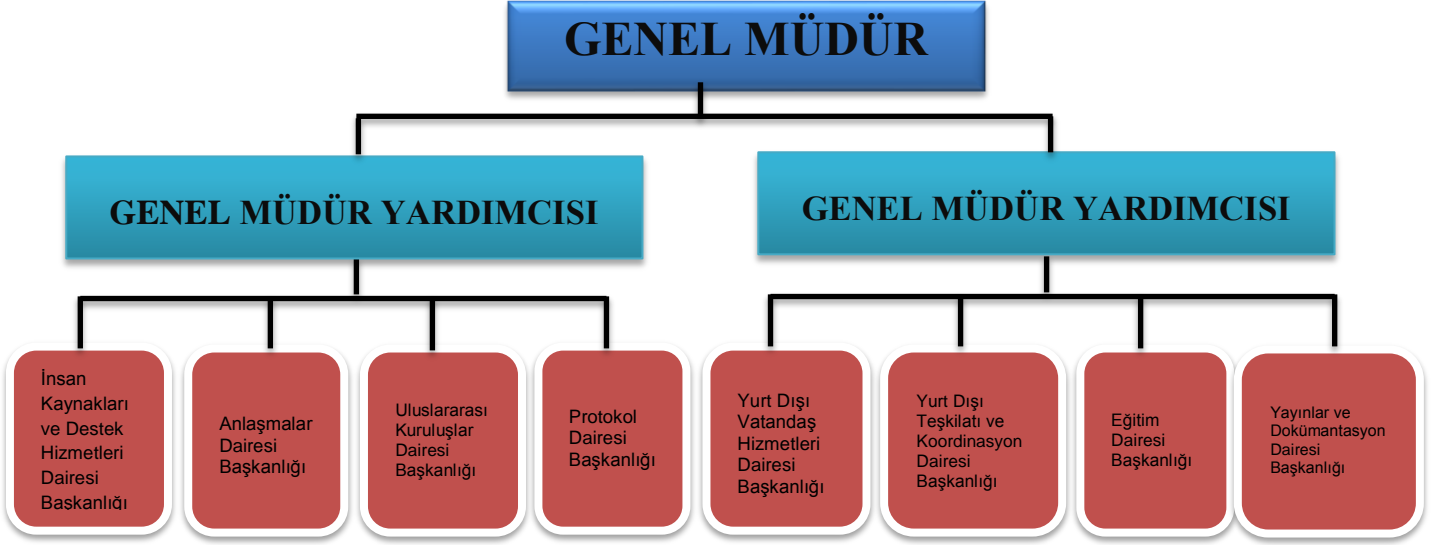 GENEL MÜDÜR
GENEL MÜDÜR YARDIMCISI
GENEL MÜDÜR YARDIMCISI
İnsan
Kaynakları
ve Destek
Hizmetleri
Dairesi
Başkanlığı
Anlaşmalar
Dairesi
Başkanlığı
Uluslararası
Kuruluşlar
Dairesi
Başkanlığı
Protokol
Dairesi
Başkanlığı
Yurt Dışı
Vatandaş
Hizmetleri
Dairesi
Başkanlığı
Yurt Dışı
Teşkilatı ve
Koordinasyon
Dairesi
Başkanlığı
Eğitim
Dairesi
Başkanlığı
Yayınlar ve
Dokümantasyon
Dairesi
Başkanlığı